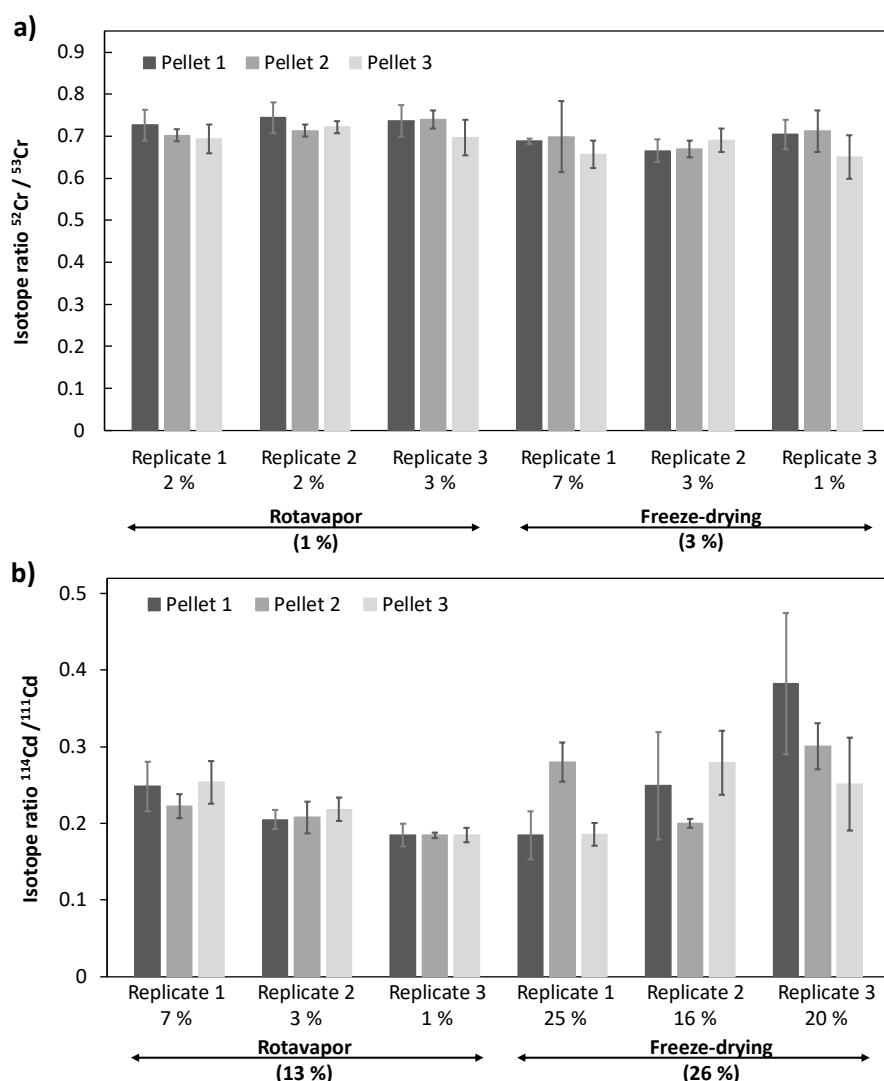 a)
Isotope ratio ⁵²Cr / ⁵³Cr
0.9
0.8
0.7
0.6
0.5
0.4
0.3
0.2
0.1
0
Pellet 1 Pellet 2 Pellet 3
Replicate 1 Replicate 2 Replicate 3 Replicate 1 Replicate 2 Replicate 3
2 % 2 % 3 % 7 % 3 % 1 %
Rotavapor Freeze-drying
(1 %) (3 %)
b)
Isotope ratio ¹¹⁴Cd /¹¹¹Cd
0.5
0.4
0.3
0.2
0.1
0
Pellet 1 Pellet 2 Pellet 3
Replicate 1 Replicate 2 Replicate 3 Replicate 1 Replicate 2 Replicate 3
7 % 3 % 1 % 25 % 16 % 20 %
Rotavapor Freeze-drying
(13 %) (26 %)